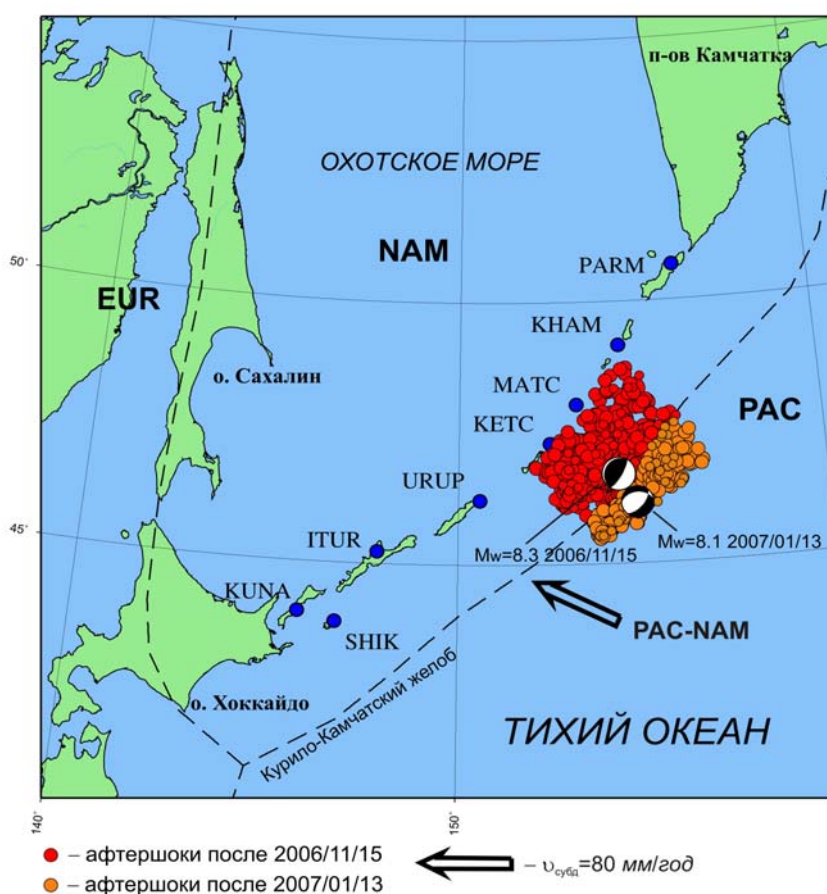 п-ов Камчатка
ОХОТСКОЕ МОРЕ
NAM
PARM
50°
EUR
KHAM
о. Сахалин
MATC
PAC
KETC
URUP
45°
ITUR
Mw=8.3 2006/11/15
Mw=8.1 2007/01/13
KUNA
SHIK
PAC-NAM
о. Хоккайдо
Курило-Камчатский желоб
ТИХИЙ ОКЕАН
140°
150°
– афтершоки после 2006/11/15
– υсубд=80 мм/год
– афтершоки после 2007/01/13